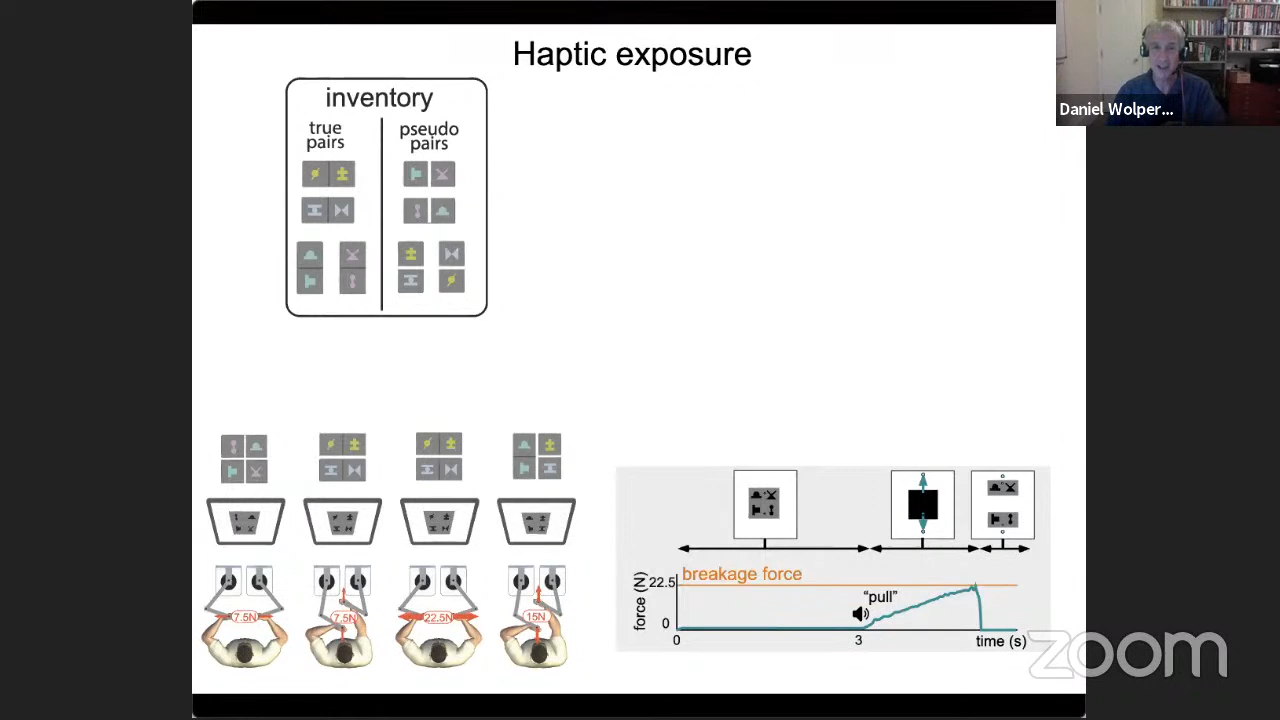 Haptic exposure
Daniel Wolper...
inventory
true
pairs
pseudo
pairs
7.5N
7.5N
22.5N
15N
breakage force
22.5
force (N)
"pull"
0
0
3
time (s)
zoom